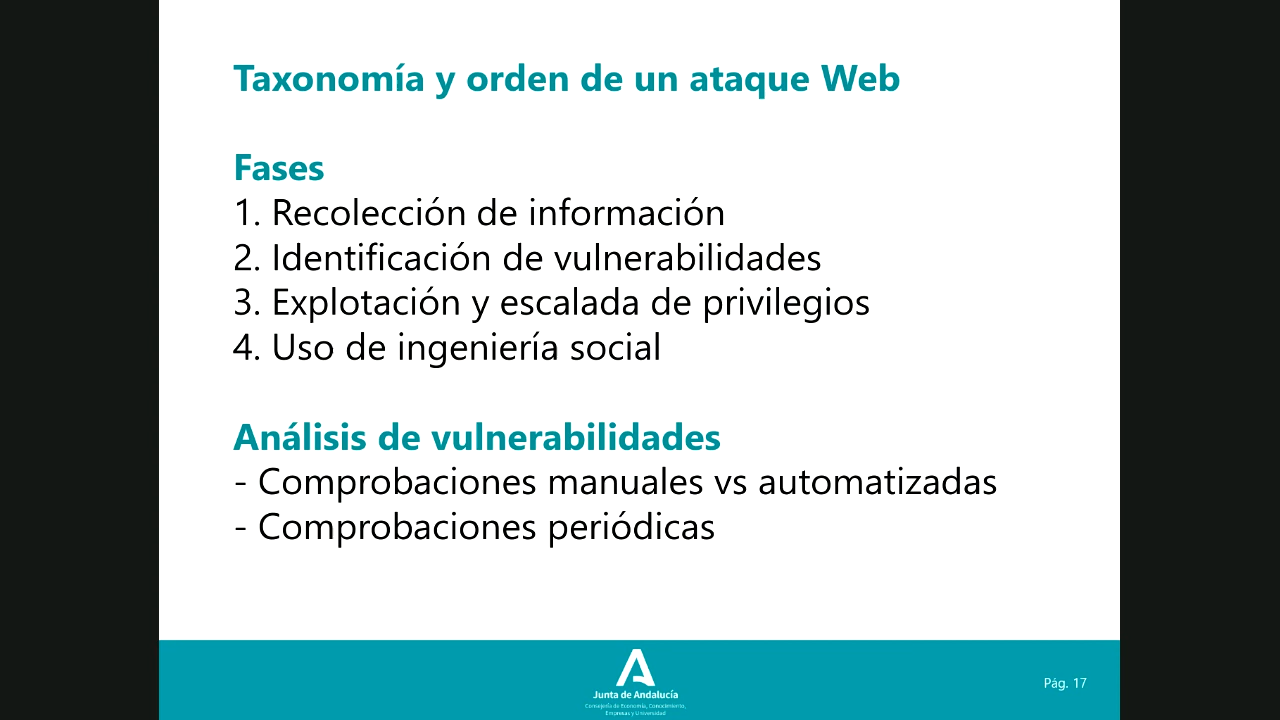 Taxonomía y orden de un ataque Web
Fases
1. Recolección de información
2. Identificación de vulnerabilidades
3. Explotación y escalada de privilegios
4. Uso de ingeniería social
Análisis de vulnerabilidades
- Comprobaciones manuales vs automatizadas
- Comprobaciones periódicas
Junta de Andalucía
Consejería de Economía, Conocimiento,
Empresas y Universidad
Pág. 17